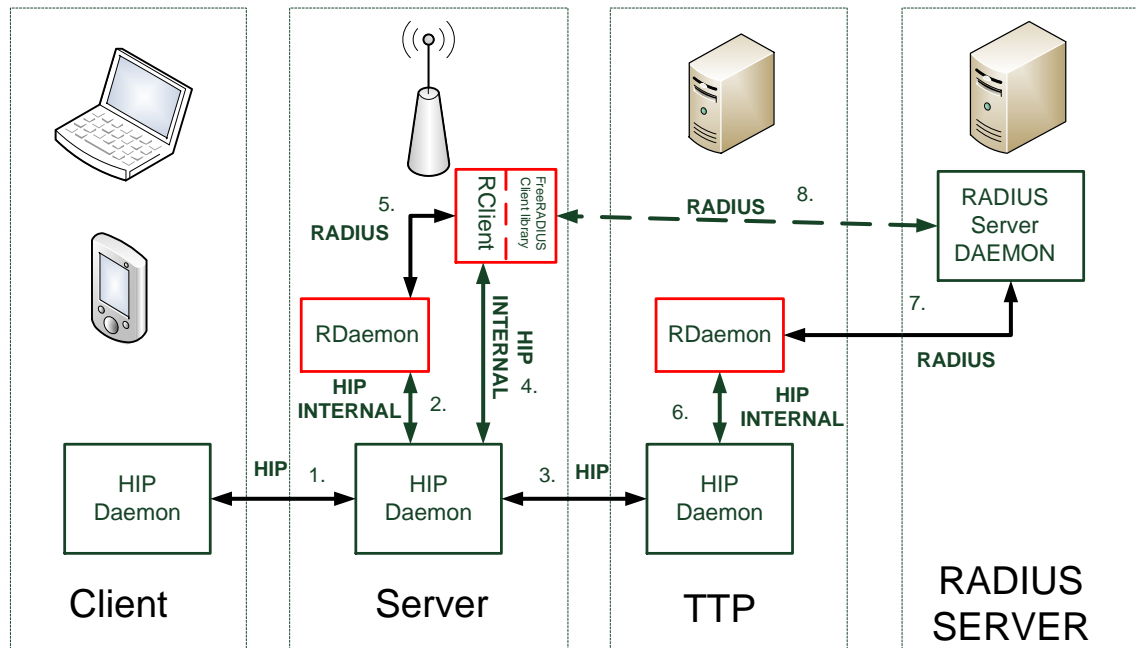 5.
RADIUS
RClient
FreeRADIUS
Client library
RADIUS
8.
RADIUS
Server
DAEMON
RDaemon
HIP
INTERNAL
2.
HIP
INTERNAL
4.
RDaemon
7.
RADIUS
6.
HIP
INTERNAL
HIP
Daemon
HIP
1.
HIP
Daemon
3.
HIP
HIP
Daemon
Client
Server
TTP
RADIUS
SERVER